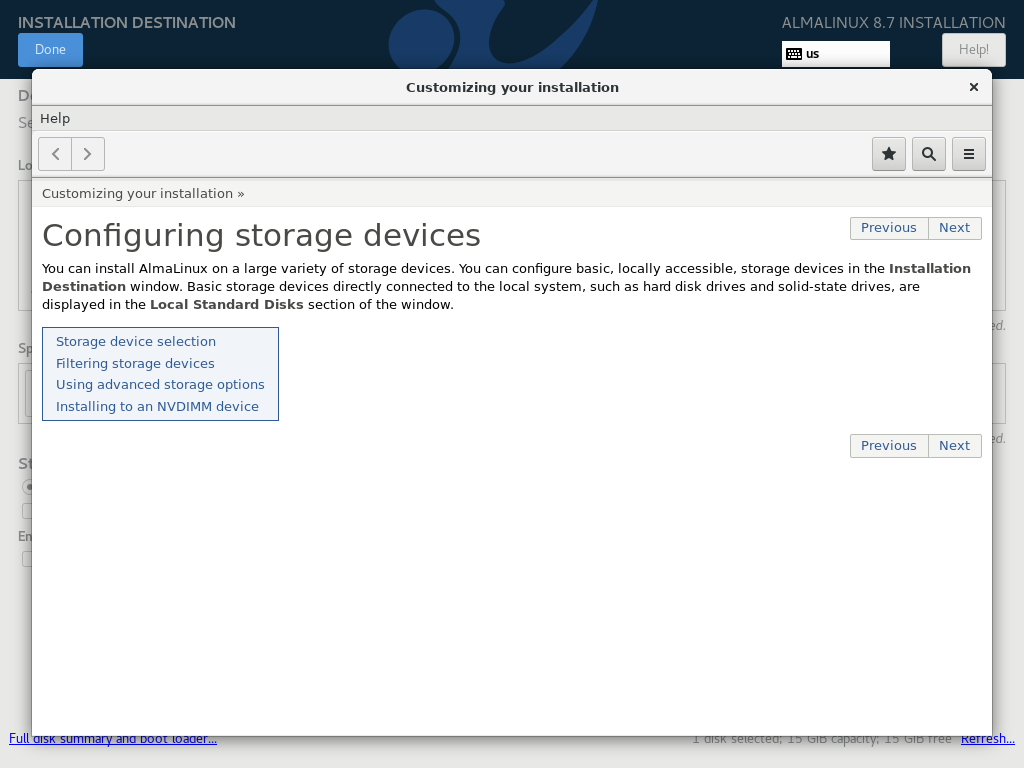 INSTALLATION DESTINATION
ALMALINUX 8.7 INSTALLATION
Done
us
Help!
Customizing your installation
Help
Customizing your installation »
Configuring storage devices
Previous
Next
You can install AlmaLinux on a large variety of storage devices. You can configure basic, locally accessible, storage devices in the Installation
Destination window. Basic storage devices directly connected to the local system, such as hard disk drives and solid-state drives, are
displayed in the Local Standard Disks section of the window.
Storage device selection
Filtering storage devices
Using advanced storage options
Installing to an NVDIMM device
Previous
Next
Full disk summary and boot loader...
1 disk selected; 15 GiB capacity; 15 GiB free
Refresh...